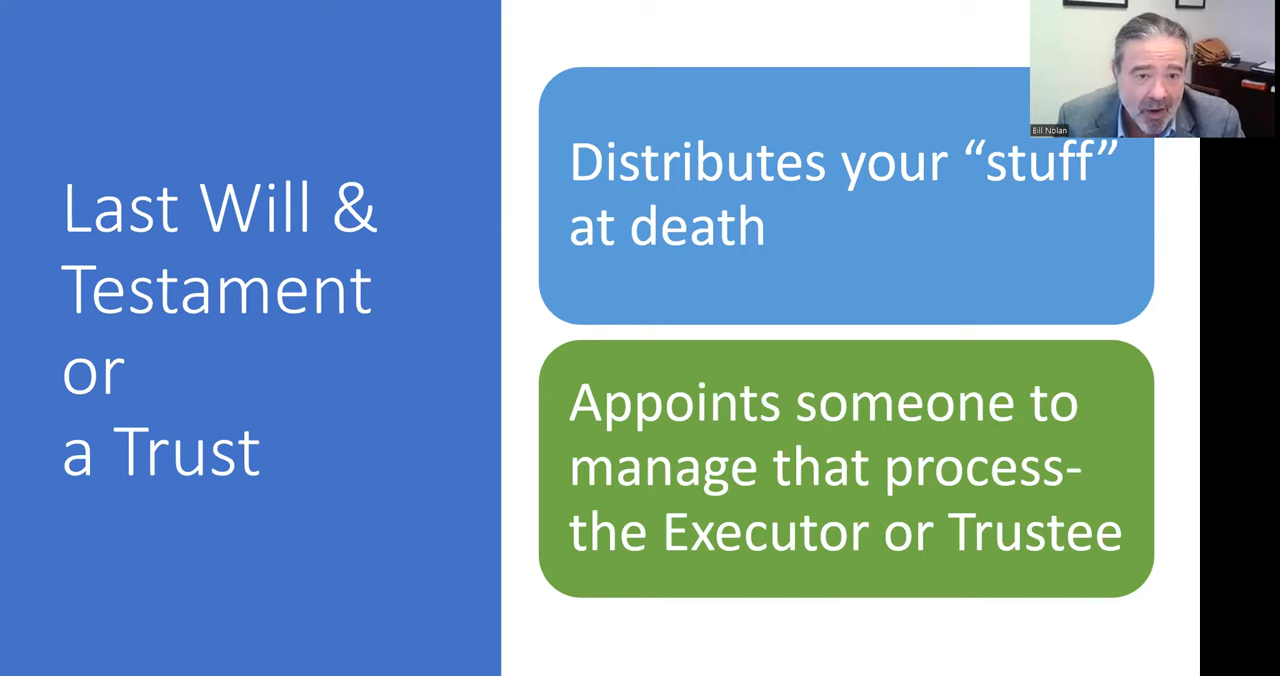 Last Will &
Testament
or
a Trust
Distributes your “stuff”
at death
Appoints someone to
manage that process-
the Executor or Trustee
Bill Nolan